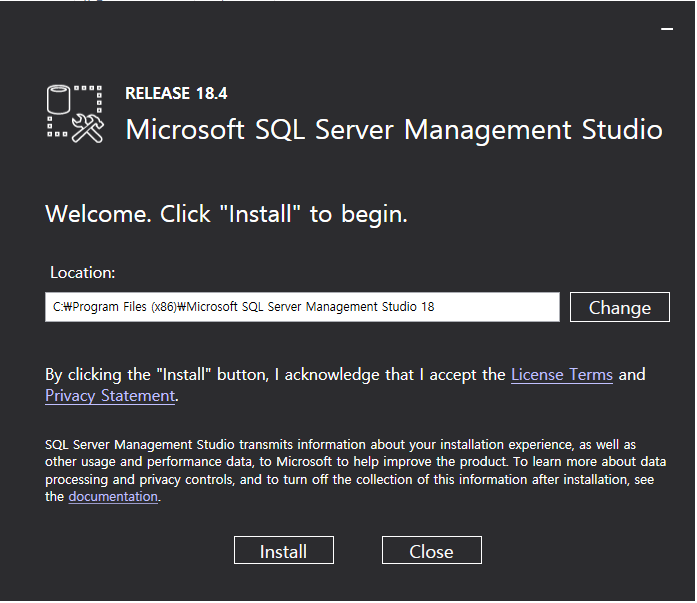 RELEASE 18.4
Microsoft SQL Server Management Studio
Welcome. Click "Install" to begin.
Location:
C:₩Program Files (x86)₩Microsoft SQL Server Management Studio 18
Change
By clicking the "Install" button, I acknowledge that I accept the License Terms and
Privacy Statement.
SQL Server Management Studio transmits information about your installation experience, as well as
other usage and performance data, to Microsoft to help improve the product. To learn more about data
processing and privacy controls, and to turn off the collection of this information after installation, see
the documentation.
Install
Close